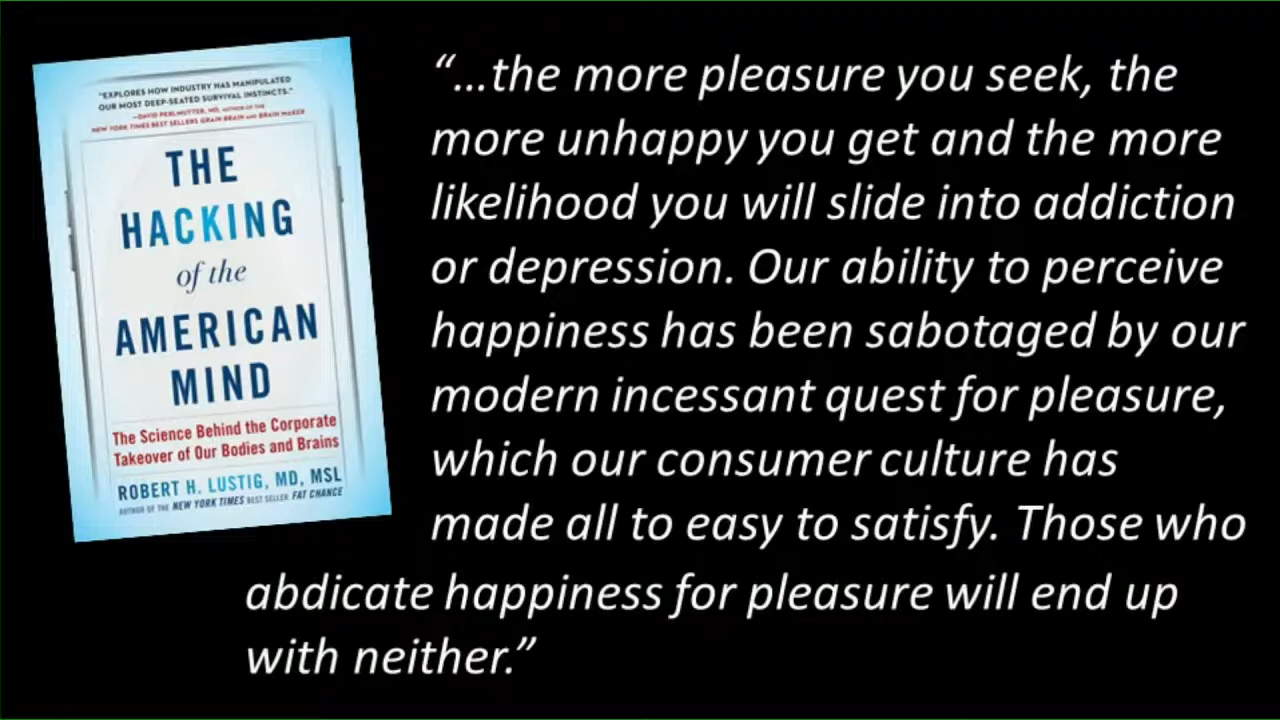 "EXPLORES HOW INDUSTRY HAS MANIPULATED
OUR MOST DEEP-SEATED SURVIVAL INSTINCTS."
—DAVID PERLMUTTER, MD, AUTHOR OF THE
NEW YORK TIMES BEST SELLERS GRAIN BRAIN AND BRAIN MAKER
THE
HACKING
of the
AMERICAN
MIND
The Science Behind the Corporate
Takeover of Our Bodies and Brains
ROBERT H. LUSTIG, MD, MSL
AUTHOR OF THE NEW YORK TIMES BEST SELLER FAT CHANCE
“…the more pleasure you seek, the
more unhappy you get and the more
likelihood you will slide into addiction
or depression. Our ability to perceive
happiness has been sabotaged by our
modern incessant quest for pleasure,
which our consumer culture has
made all to easy to satisfy. Those who
abdicate happiness for pleasure will end up
with neither.”